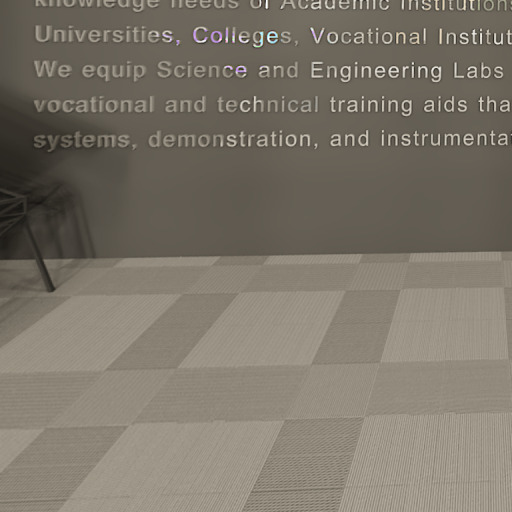 knowledge needs of Academic Institutions
Universities, Colleges, Vocational Institut
We equip Science and Engineering Labs
vocational and technical training aids tha
systems, demonstration, and instrumentat